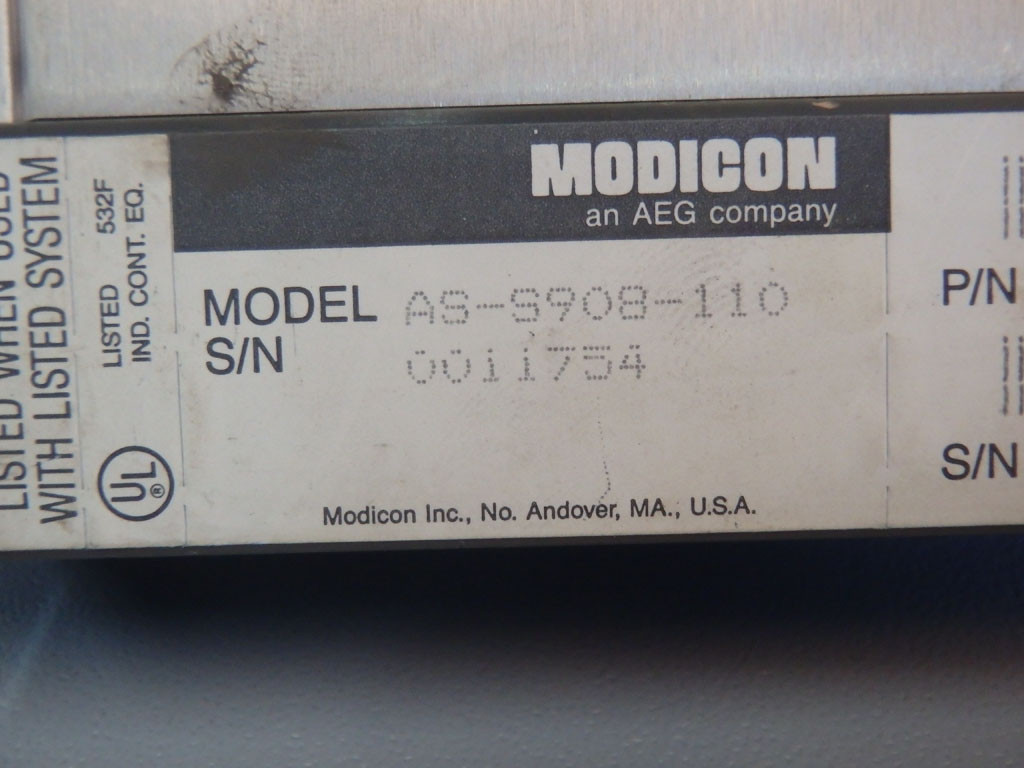 LISTED WHEN USED
WITH LISTED SYSTEM
LISTED 532F
IND. CONT. EQ.
UL®
MODICON
an AEG company
MODEL AS-S908-110
S/N 0011754
Modicon Inc., No. Andover, MA., U.S.A.
P/N
S/N